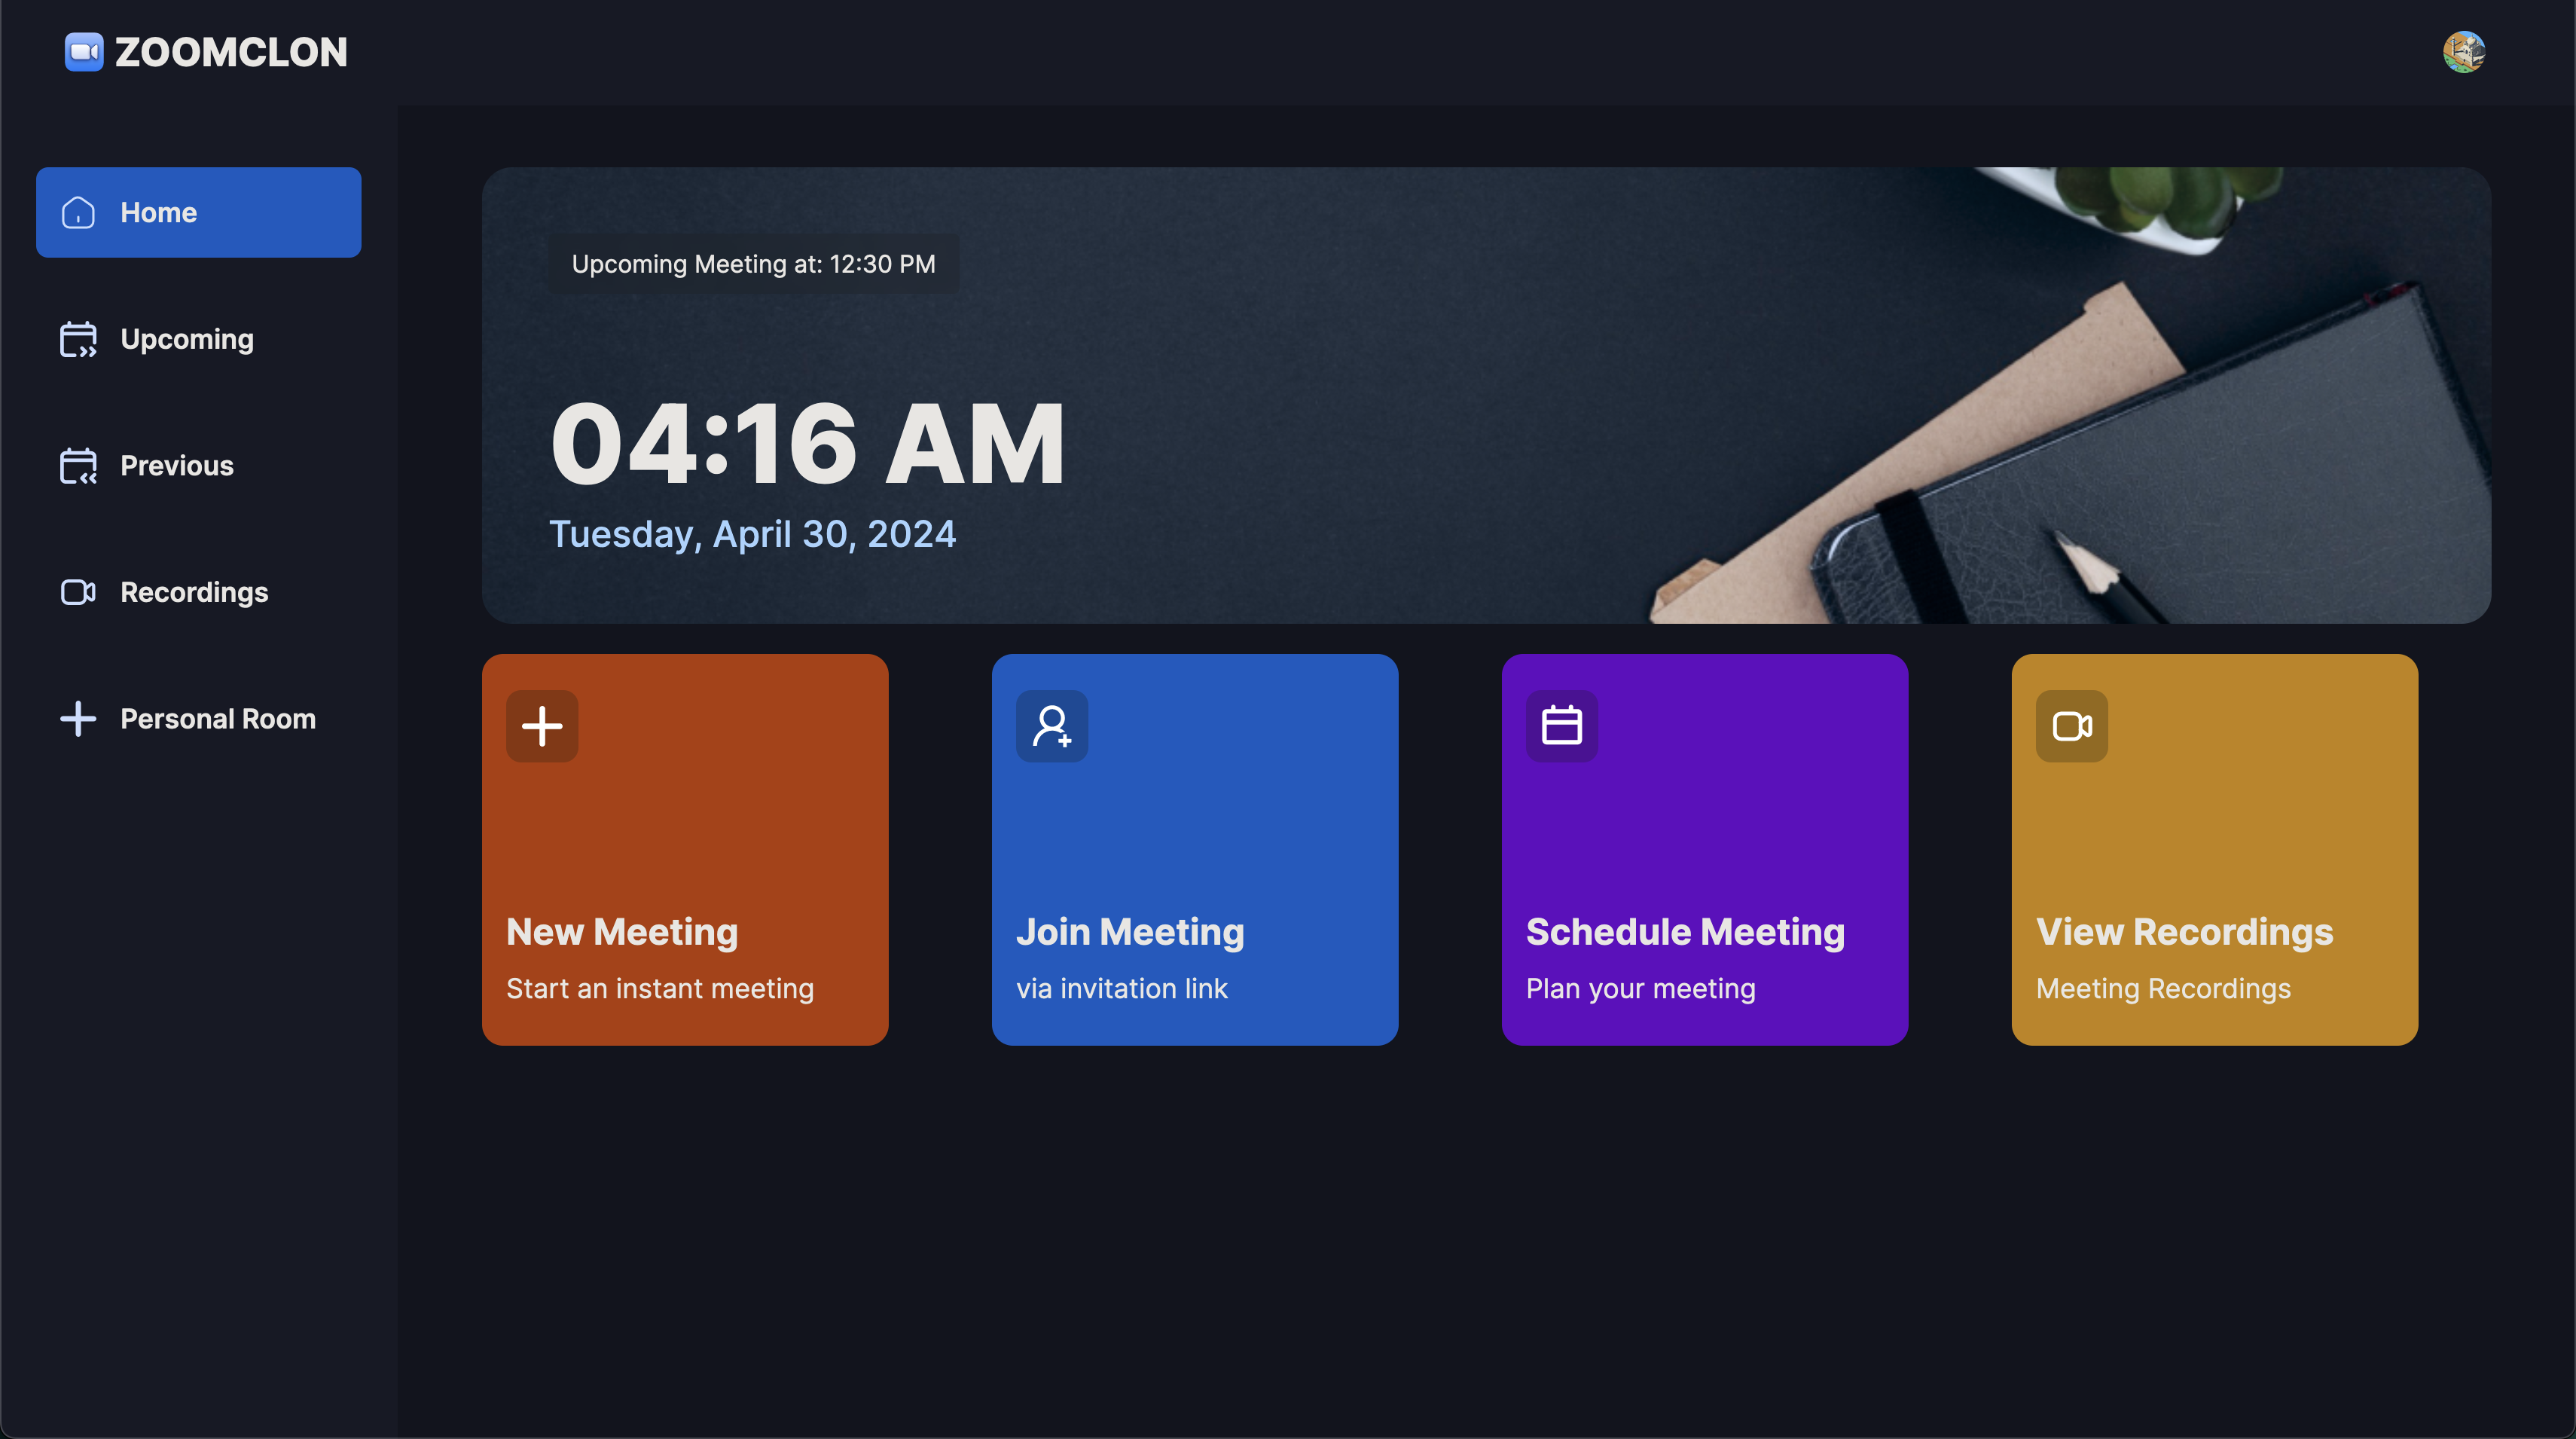 ZOOMCLON
Home
Upcoming
Previous
Recordings
Personal Room
Upcoming Meeting at: 12:30 PM
04:16 AM
Tuesday, April 30, 2024
New Meeting
Start an instant meeting
Join Meeting
via invitation link
Schedule Meeting
Plan your meeting
View Recordings
Meeting Recordings